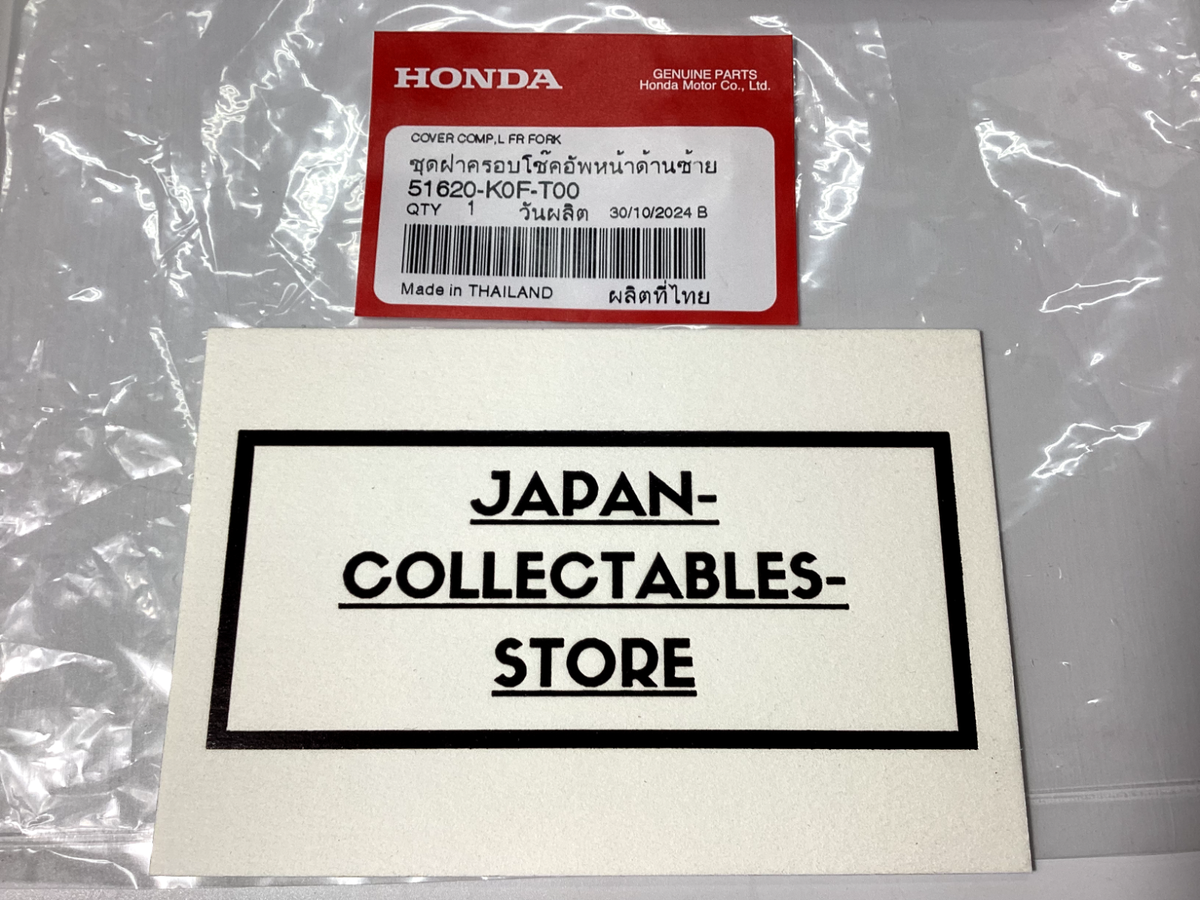 HONDA
GENUINE PARTS
Honda Motor Co., Ltd.
COVER COMP,L FR FORK
ชุดฝาครอบโช๊คอัพหน้าด้านซ้าย
51620-K0F-T00
QTY 1 วันผลิต 30/10/2024 B
Made in THAILAND ผลิตที่ไทย
JAPAN-
COLLECTABLES-
STORE